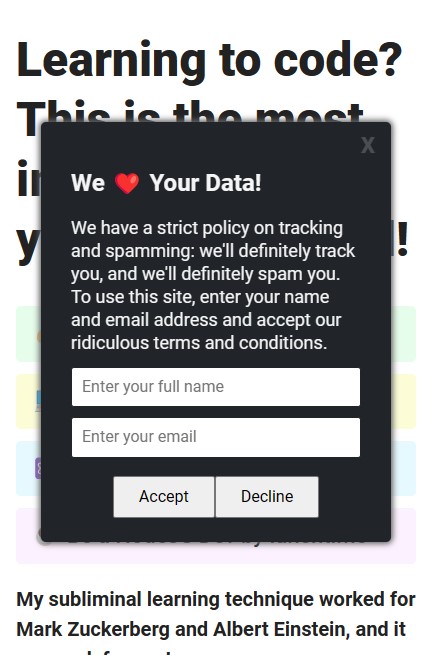 Learning to code?
This is the most
X
We ❤️ Your Data!
We have a strict policy on tracking
and spamming: we'll definitely track
you, and we'll definitely spam you.
To use this site, enter your name
and email address and accept our
ridiculous terms and conditions.
Enter your full name
Enter your email
Accept
Decline
My subliminal learning technique worked for
Mark Zuckerberg and Albert Einstein, and it